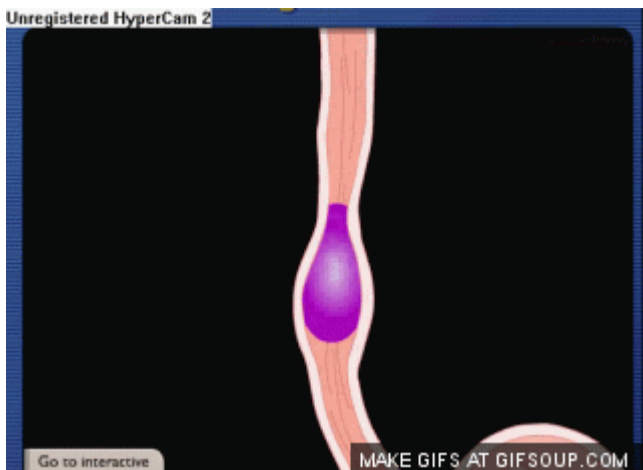 Unregistered HyperCam 2
Go to interactive
MAKE GIFS AT GIFSOUP.COM